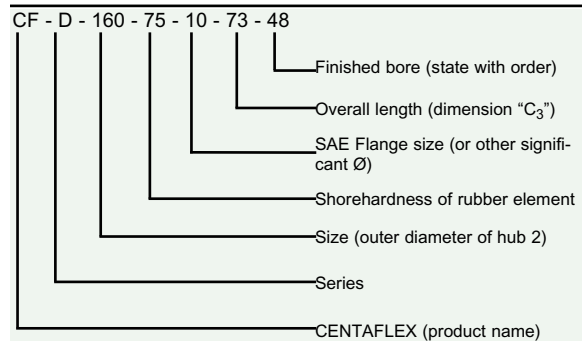 CF - D - 160 - 75 - 10 - 73 - 48
Finished bore (state with order)
Overall length (dimension “C₃”)
SAE Flange size (or other signifi-
cant Ø)
Shorehardness of rubber element
Size (outer diameter of hub 2)
Series
CENTAFLEX (product name)